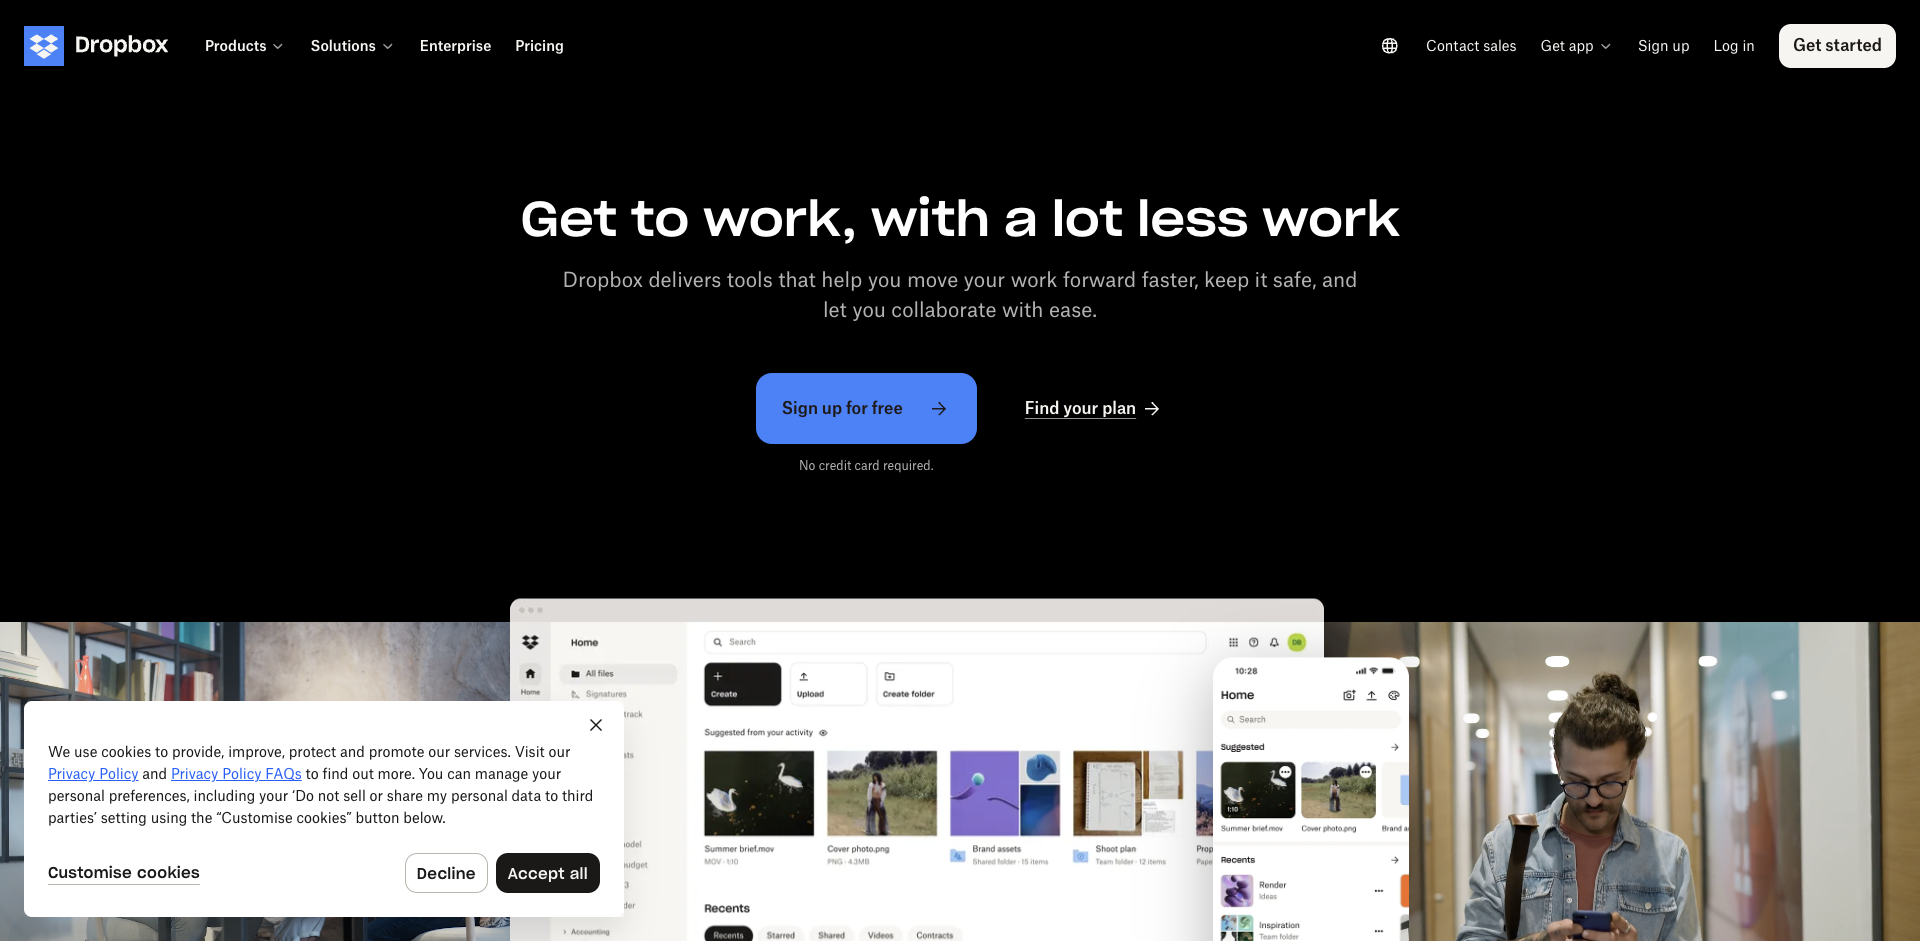 Dropbox
Products
Solutions
Enterprise
Pricing
Contact sales
Get app
Sign up
Log in
Get started
Get to work, with a lot less work
Dropbox delivers tools that help you move your work forward faster, keep it safe, and
let you collaborate with ease.
Sign up for free
Find your plan
No credit card required.
Home
Search
DB
All files
Home
Signatures
track
Create
Upload
Create folder
Suggested from your activity
Summer brief.mov
MOV · 1:10
Cover photo.png
PNG · 4.3MB
Brand assets
Shared folder · 15 items
Shoot plan
Team folder · 12 items
Prop
Pape
Recents
Recents
Starred
Shared
Videos
Contracts
Accounting
10:28
Home
Search
Suggested
1:10
Summer brief.mov
Cover photo.png
Brand a
Recents
Render
Ideas
Inspiration
Team folder
We use cookies to provide, improve, protect and promote our services. Visit our
Privacy Policy and Privacy Policy FAQs to find out more. You can manage your
personal preferences, including your ‘Do not sell or share my personal data to third
parties’ setting using the “Customise cookies” button below.
Customise cookies
Decline
Accept all